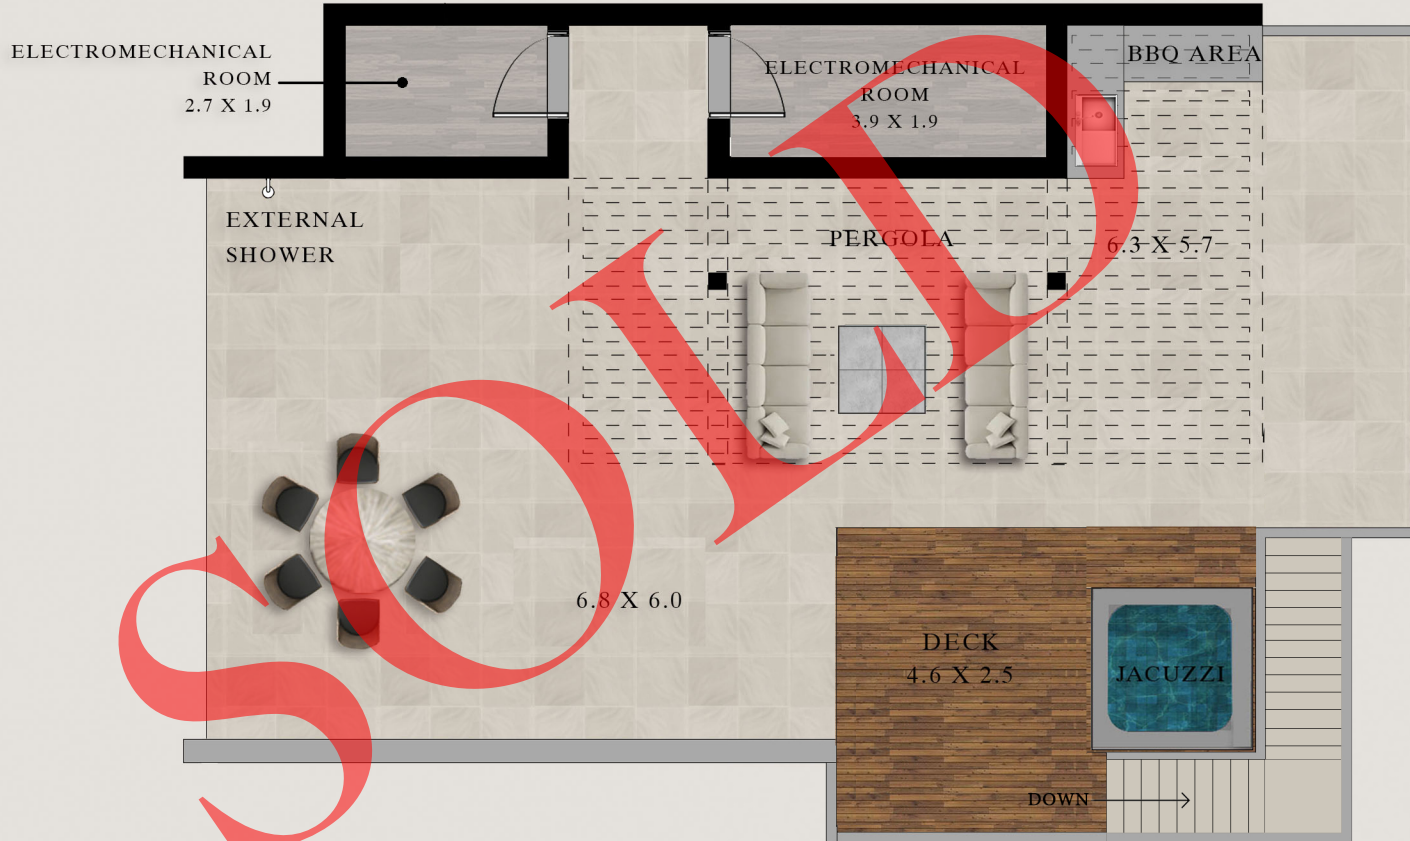 ELECTROMECHANICAL
ROOM
2.7 X 1.9
ELECTROMECHANICAL
ROOM
3.9 X 1.9
BBQ AREA
EXTERNAL
SHOWER
PERGOLA
6.3 X 5.7
6.8 X 6.0
DECK
4.6 X 2.5
JACUZZI
DOWN
SOLD